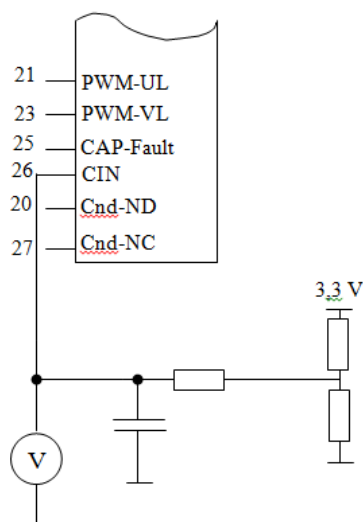 21 PWM-UL
23 PWM-VL
25 CAP-Fault
26 CIN
20 Cnd-ND
27 Cnd-NC
3,3 V
V